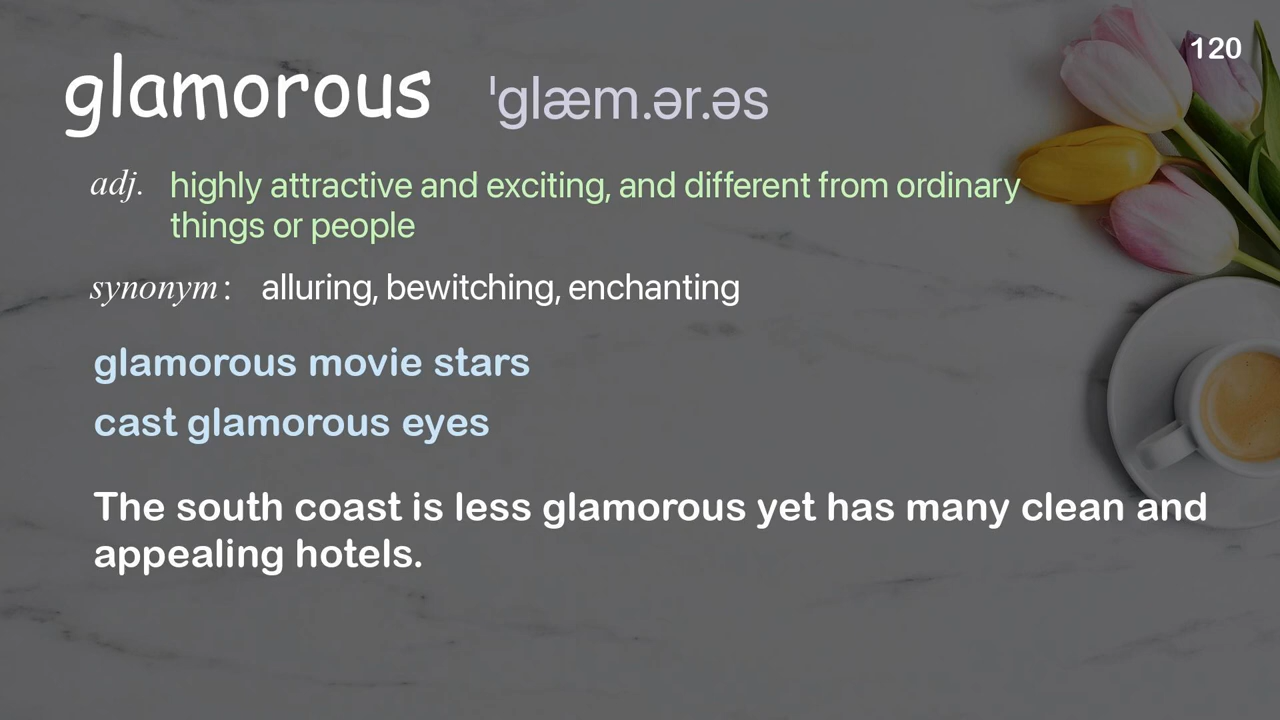 120
glamorous ˈɡlæm.ər.əs
adj. highly attractive and exciting, and different from ordinary
things or people
synonym : alluring, bewitching, enchanting
glamorous movie stars
cast glamorous eyes
The south coast is less glamorous yet has many clean and
appealing hotels.